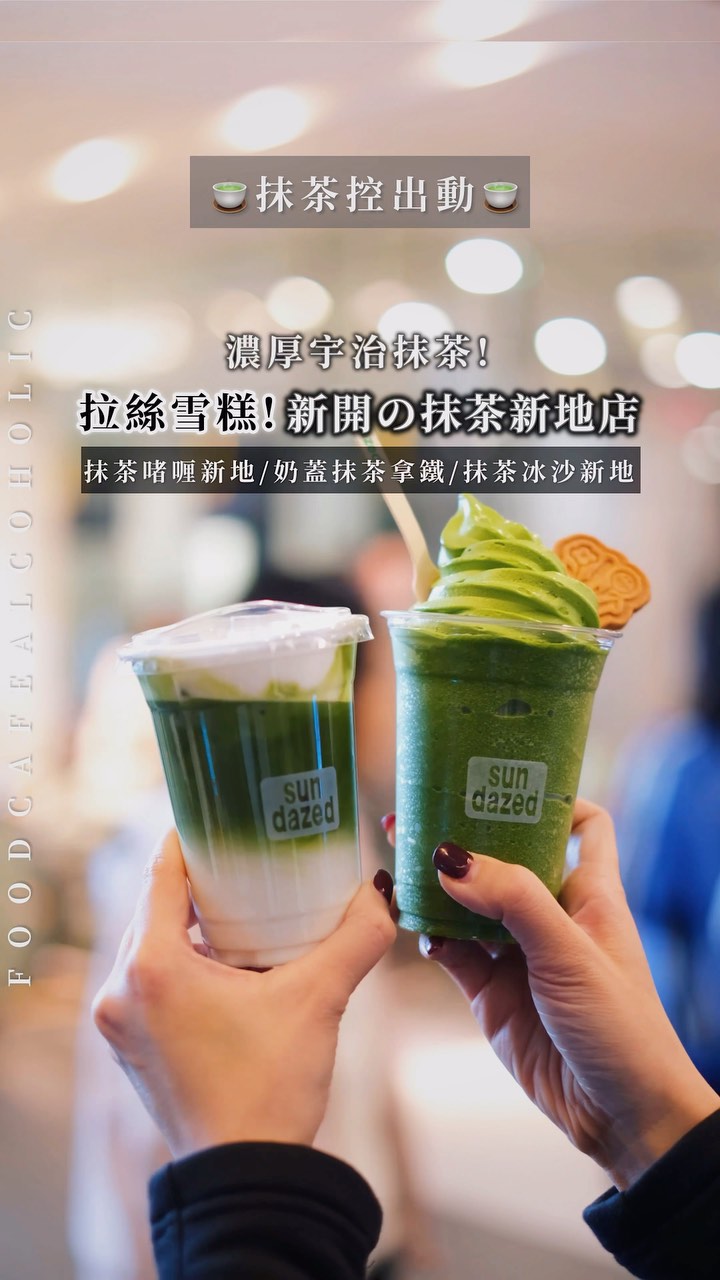 🍵抹茶控出動🍵
濃厚宇治抹茶!
拉絲雪糕!新開の抹茶新地店
抹茶啫喱新地/奶蓋抹茶拿鐵/抹茶冰沙新地
FOODCAFEALCOHOLIC
sun
dazed
sun
dazed